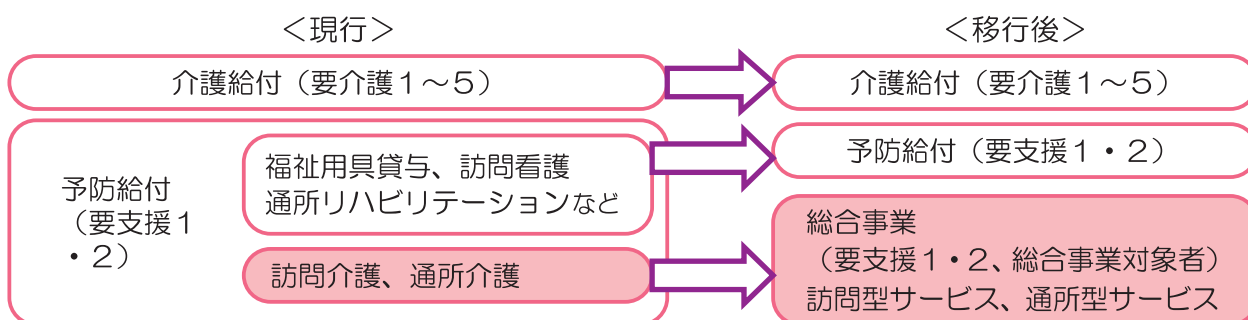 ＜現行＞
介護給付（要介護１～５）
予防給付
（要支援１
・２）
福祉用具貸与、訪問看護
通所リハビリテーションなど
訪問介護、通所介護
＜移行後＞
介護給付（要介護１～５）
予防給付（要支援１・２）
総合事業
（要支援１・２、総合事業対象者）
訪問型サービス、通所型サービス